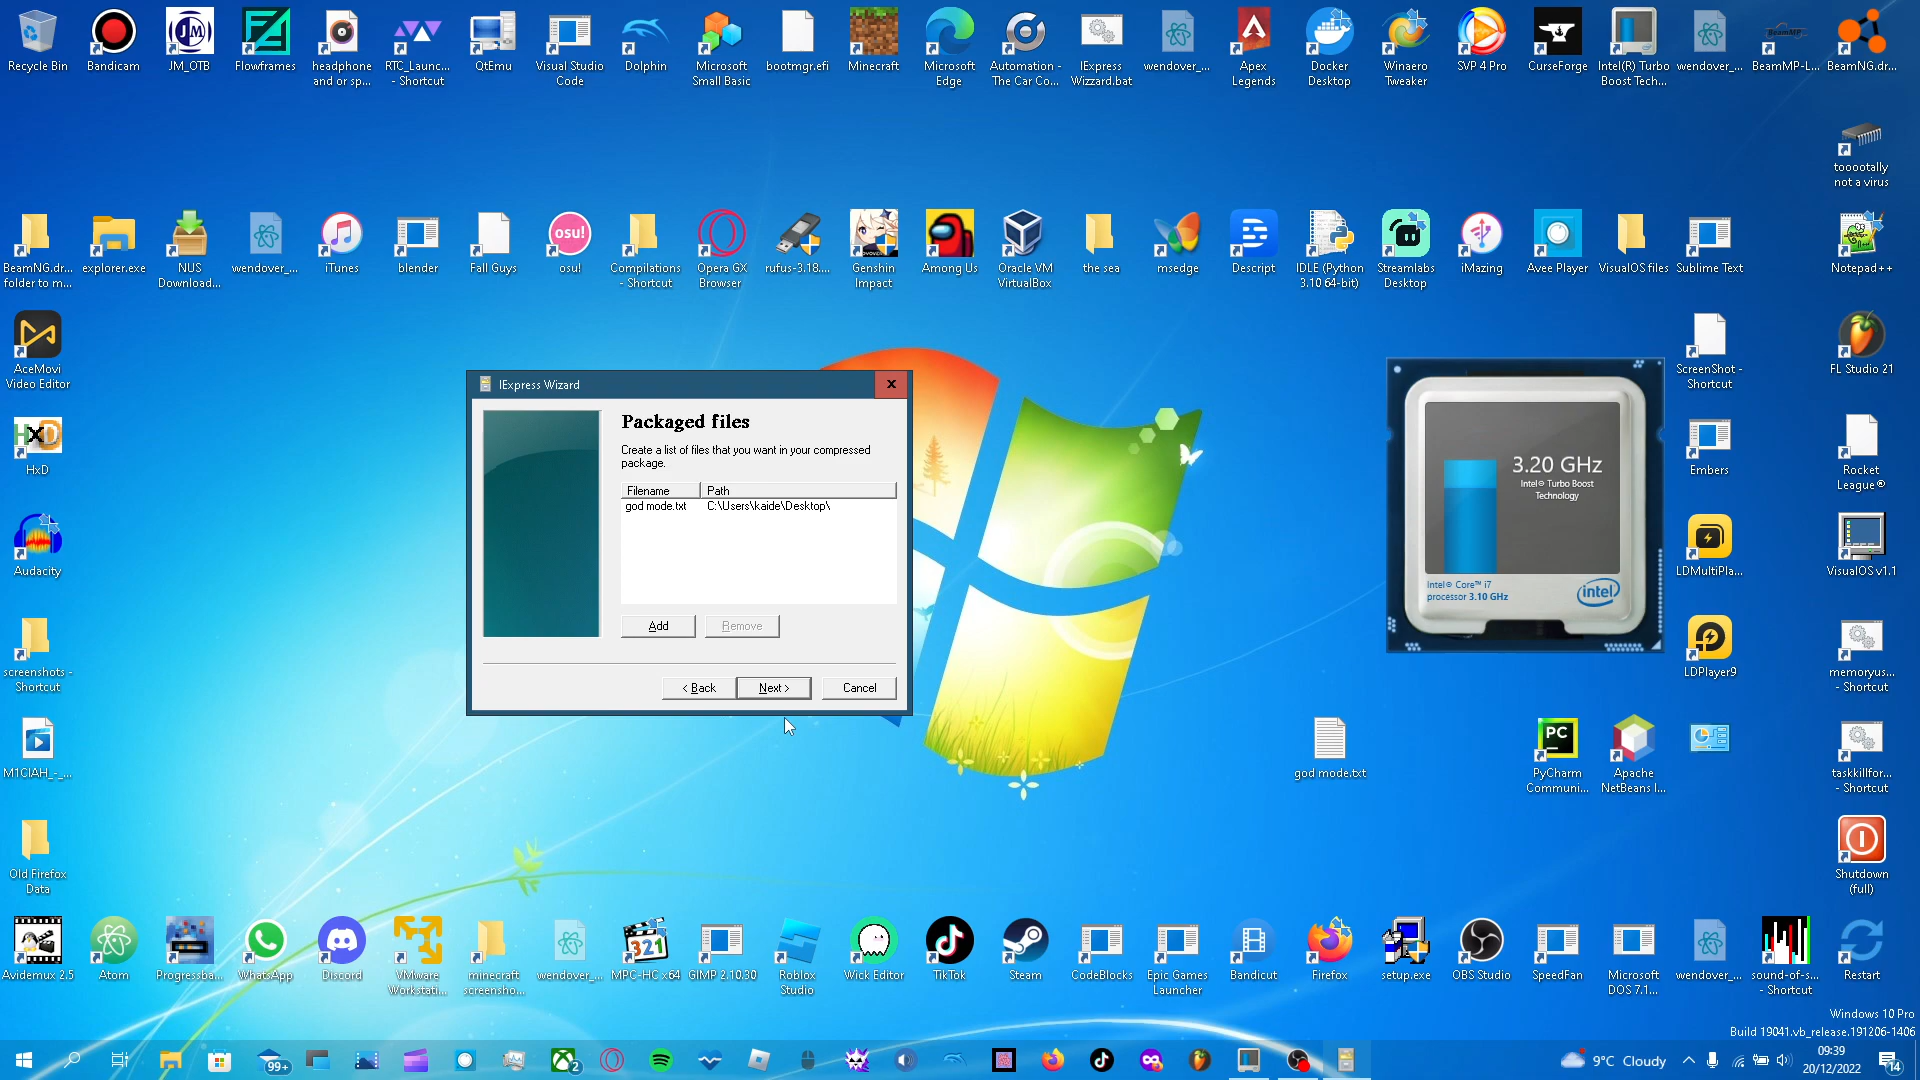 Recycle Bin
Bandicam
JM_OTB
Flowframes
headphone
and or sp...
RTC_Launc...
- Shortcut
QtEmu
Visual Studio
Code
Dolphin
Microsoft
Small Basic
bootmgr.efi
Minecraft
Microsoft
Edge
Automation -
The Car Co...
IExpress
Wizzard.bat
wendover_...
Apex
Legends
Docker
Desktop
Winaero
Tweaker
SVP 4 Pro
CurseForge
Intel(R) Turbo
Boost Tech...
wendover_...
BeamMP-L...
BeamNG.dr...
tooootally
not a virus
BeamNG.dr...
folder to m...
explorer.exe
NUS
Download...
wendover_...
iTunes
blender
Fall Guys
osu!
osu!
Compilations
- Shortcut
Opera GX
Browser
rufus-3.18....
Genshin
Impact
Among Us
Oracle VM
VirtualBox
the sea
msedge
Descript
IDLE (Python
3.10 64-bit)
Streamlabs
Desktop
iMazing
Avee Player
VisualOS files
Sublime Text
Notepad++
AceMovi
Video Editor
ScreenShot -
Shortcut
FL Studio 21
IExpress Wizard
Packaged files
Create a list of files that you want in your compressed
package.
Filename Path
god mode.txt C:\Users\kaide\Desktop\
Add Remove
< Back Next > Cancel
3.20 GHz
Intel® Turbo Boost
Technology
Intel® Core™ i7
processor 3.10 GHz
intel
HxD
HxD
Embers
Rocket
League®
Audacity
LDMultiPla...
VisualOS v1.1
screenshots -
Shortcut
LDPlayer9
memoryus...
- Shortcut
M1CIAH_-_...
god mode.txt
PC
PyCharm
Communi...
Apache
NetBeans I...
taskkillfor...
- Shortcut
Old Firefox
Data
Shutdown
(full)
Avidemux 2.5
Atom
Progressba...
WhatsApp
Discord
VMware
Workstati...
minecraft
screensho...
wendover_...
321
MPC-HC x64
GIMP 2.10.30
Roblox
Studio
Wick Editor
TikTok
Steam
CodeBlocks
Epic Games
Launcher
Bandicut
Firefox
setup.exe
OBS Studio
SpeedFan
Microsoft
DOS 7.1...
wendover_...
sound-of-s...
- Shortcut
Restart
Windows 10 Pro
Build 19041.vb_release.191206-1406
99+
2
9°C Cloudy
09:39
20/12/2022
14